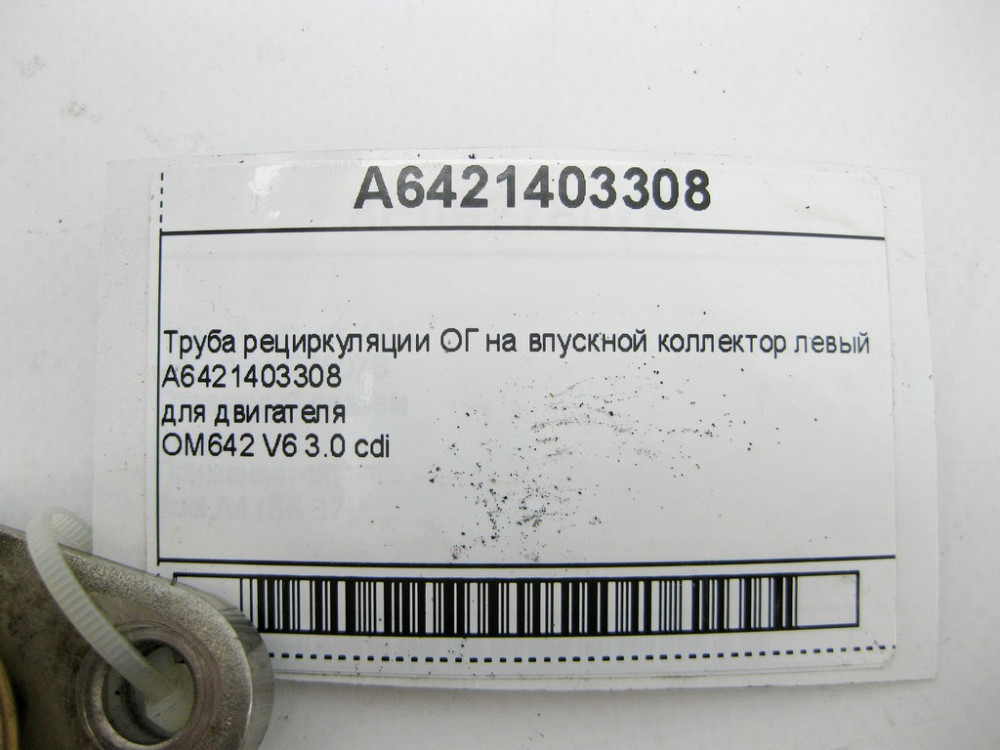 A6421403308
Труба рециркуляции ОГ на впускной коллектор левый
A6421403308
для двигателя
OM642 V6 3.0 cdi